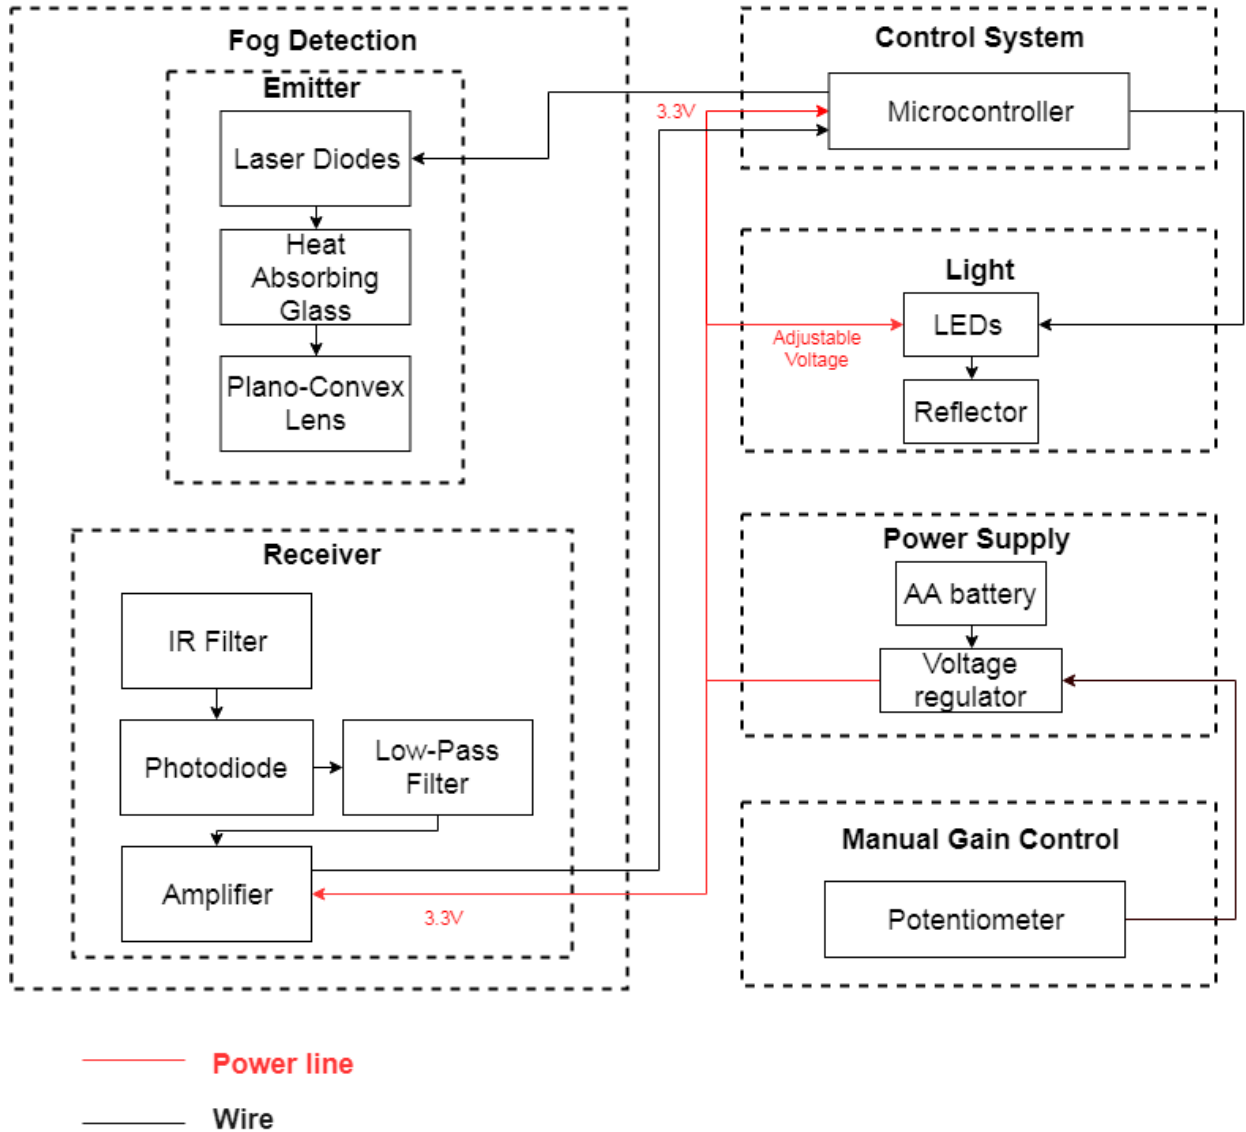 Fog Detection
Emitter
Laser Diodes
Heat
Absorbing
Glass
Plano-Convex
Lens
Receiver
IR Filter
Photodiode
Low-Pass
Filter
Amplifier
3.3V
3.3V
Control System
Microcontroller
Light
LEDs
Adjustable
Voltage
Reflector
Power Supply
AA battery
Voltage
regulator
Manual Gain Control
Potentiometer
Power line
Wire